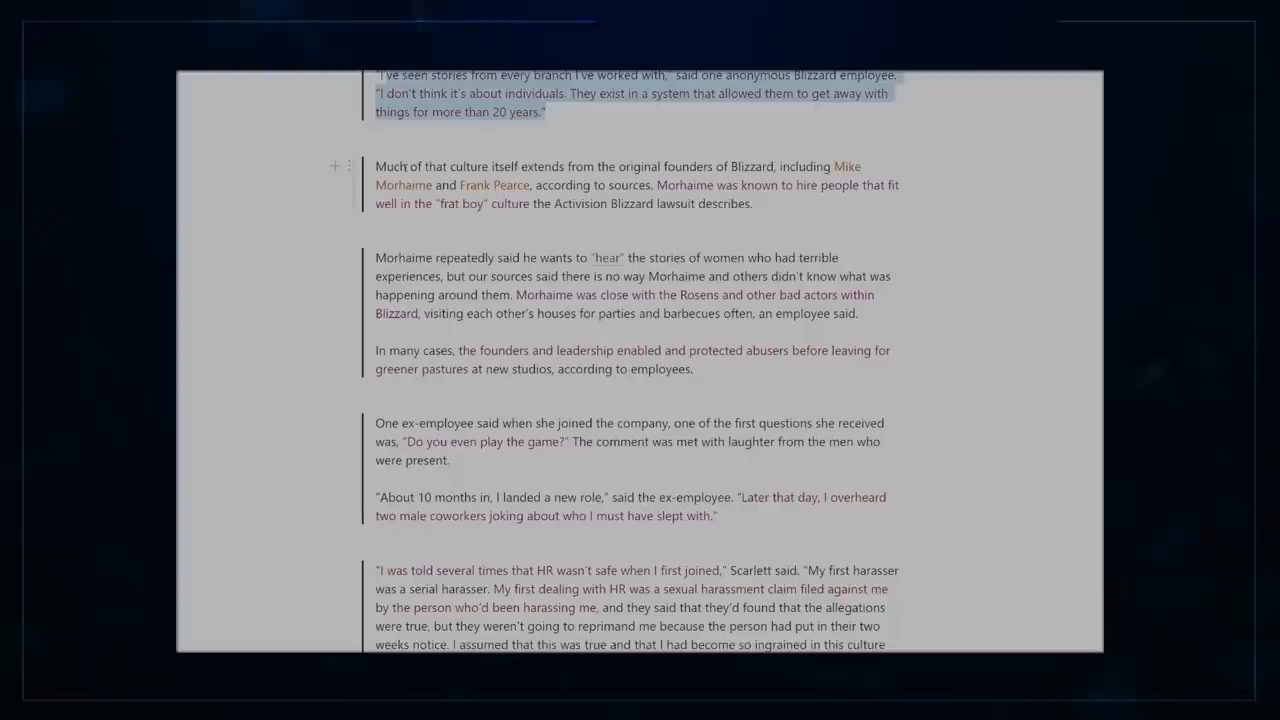 "I've seen stories from every branch I've worked with," said one anonymous Blizzard employee.
"I don't think it's about individuals. They exist in a system that allowed them to get away with
things for more than 20 years."
Much of that culture itself extends from the original founders of Blizzard, including Mike
Morhaime and Frank Pearce, according to sources. Morhaime was known to hire people that fit
well in the "frat boy" culture the Activision Blizzard lawsuit describes.
Morhaime repeatedly said he wants to "hear" the stories of women who had terrible
experiences, but our sources said there is no way Morhaime and others didn't know what was
happening around them. Morhaime was close with the Rosens and other bad actors within
Blizzard, visiting each other's houses for parties and barbecues often, an employee said.
In many cases, the founders and leadership enabled and protected abusers before leaving for
greener pastures at new studios, according to employees.
One ex-employee said when she joined the company, one of the first questions she received
was, "Do you even play the game?" The comment was met with laughter from the men who
were present.
"About 10 months in, I landed a new role," said the ex-employee. "Later that day, I overheard
two male coworkers joking about who I must have slept with."
"I was told several times that HR wasn't safe when I first joined," Scarlett said. "My first harasser
was a serial harasser. My first dealing with HR was a sexual harassment claim filed against me
by the person who'd been harassing me, and they said that they'd found that the allegations
were true, but they weren't going to reprimand me because the person had put in their two
weeks notice. I assumed that this was true and that I had become so ingrained in this culture